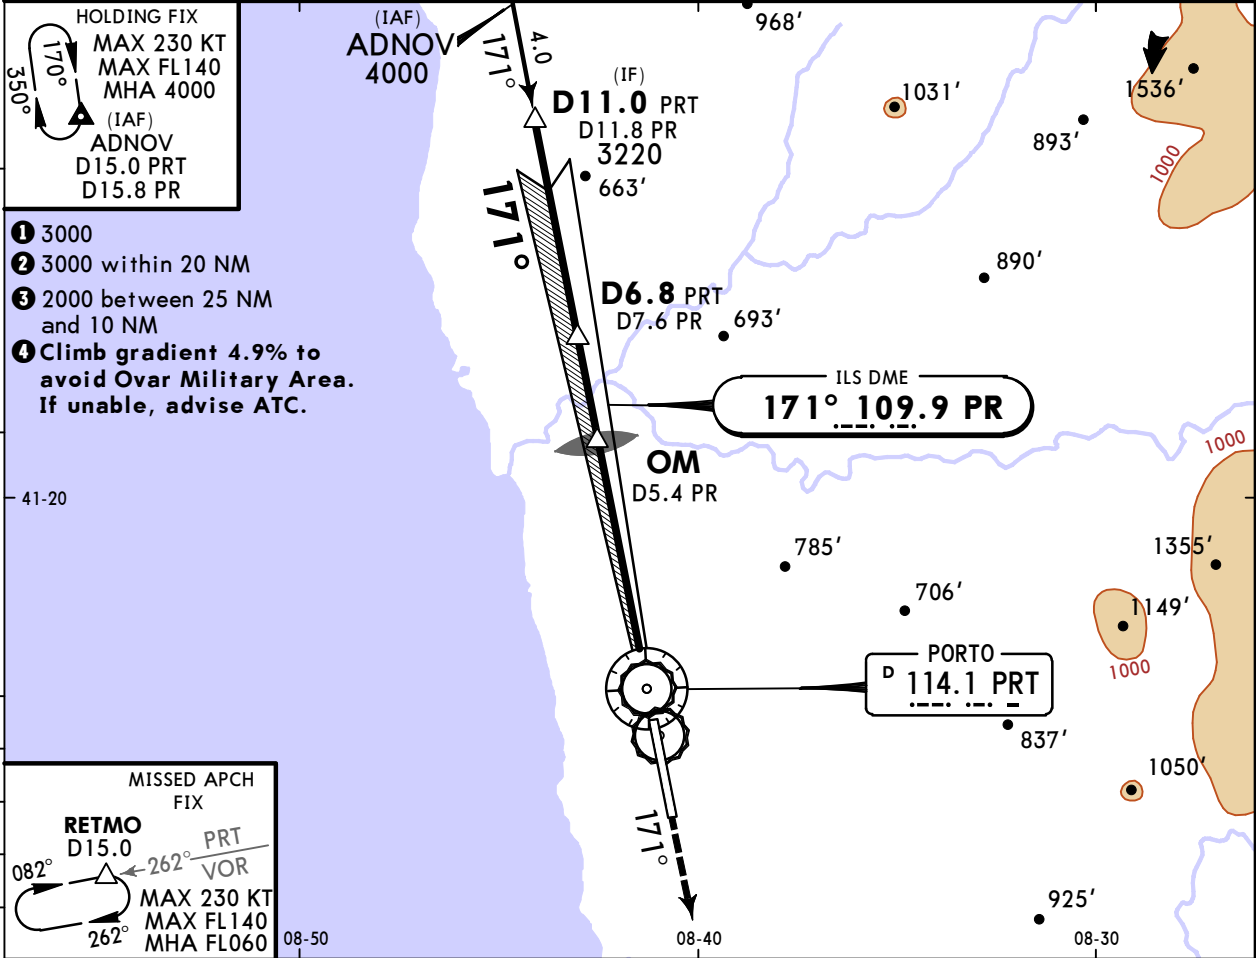 HOLDING FIX
MAX 230 KT
MAX FL140
MHA 4000
170°
350°
(IAF)
ADNOV
D15.0 PRT
D15.8 PR
❶ 3000
❷ 3000 within 20 NM
❸ 2000 between 25 NM
and 10 NM
❹ Climb gradient 4.9% to
avoid Ovar Military Area.
If unable, advise ATC.
(IAF)
ADNOV
4000
171°
4.0
(IF)
D11.0 PRT
D11.8 PR
3220
663'
171°
968'
1031'
1536'
893'
1000
890'
D6.8 PRT
D7.6 PR
693'
ILS DME
171° 109.9 PR
OM
D5.4 PR
41-20
1000
785'
1355'
706'
1149'
1000
PORTO
D 114.1 PRT
837'
1050'
171°
925'
MISSED APCH
FIX
RETMO
D15.0
262° PRT
VOR
082°
262°
MAX 230 KT
MAX FL140
MHA FL060
08-50
08-40
08-30